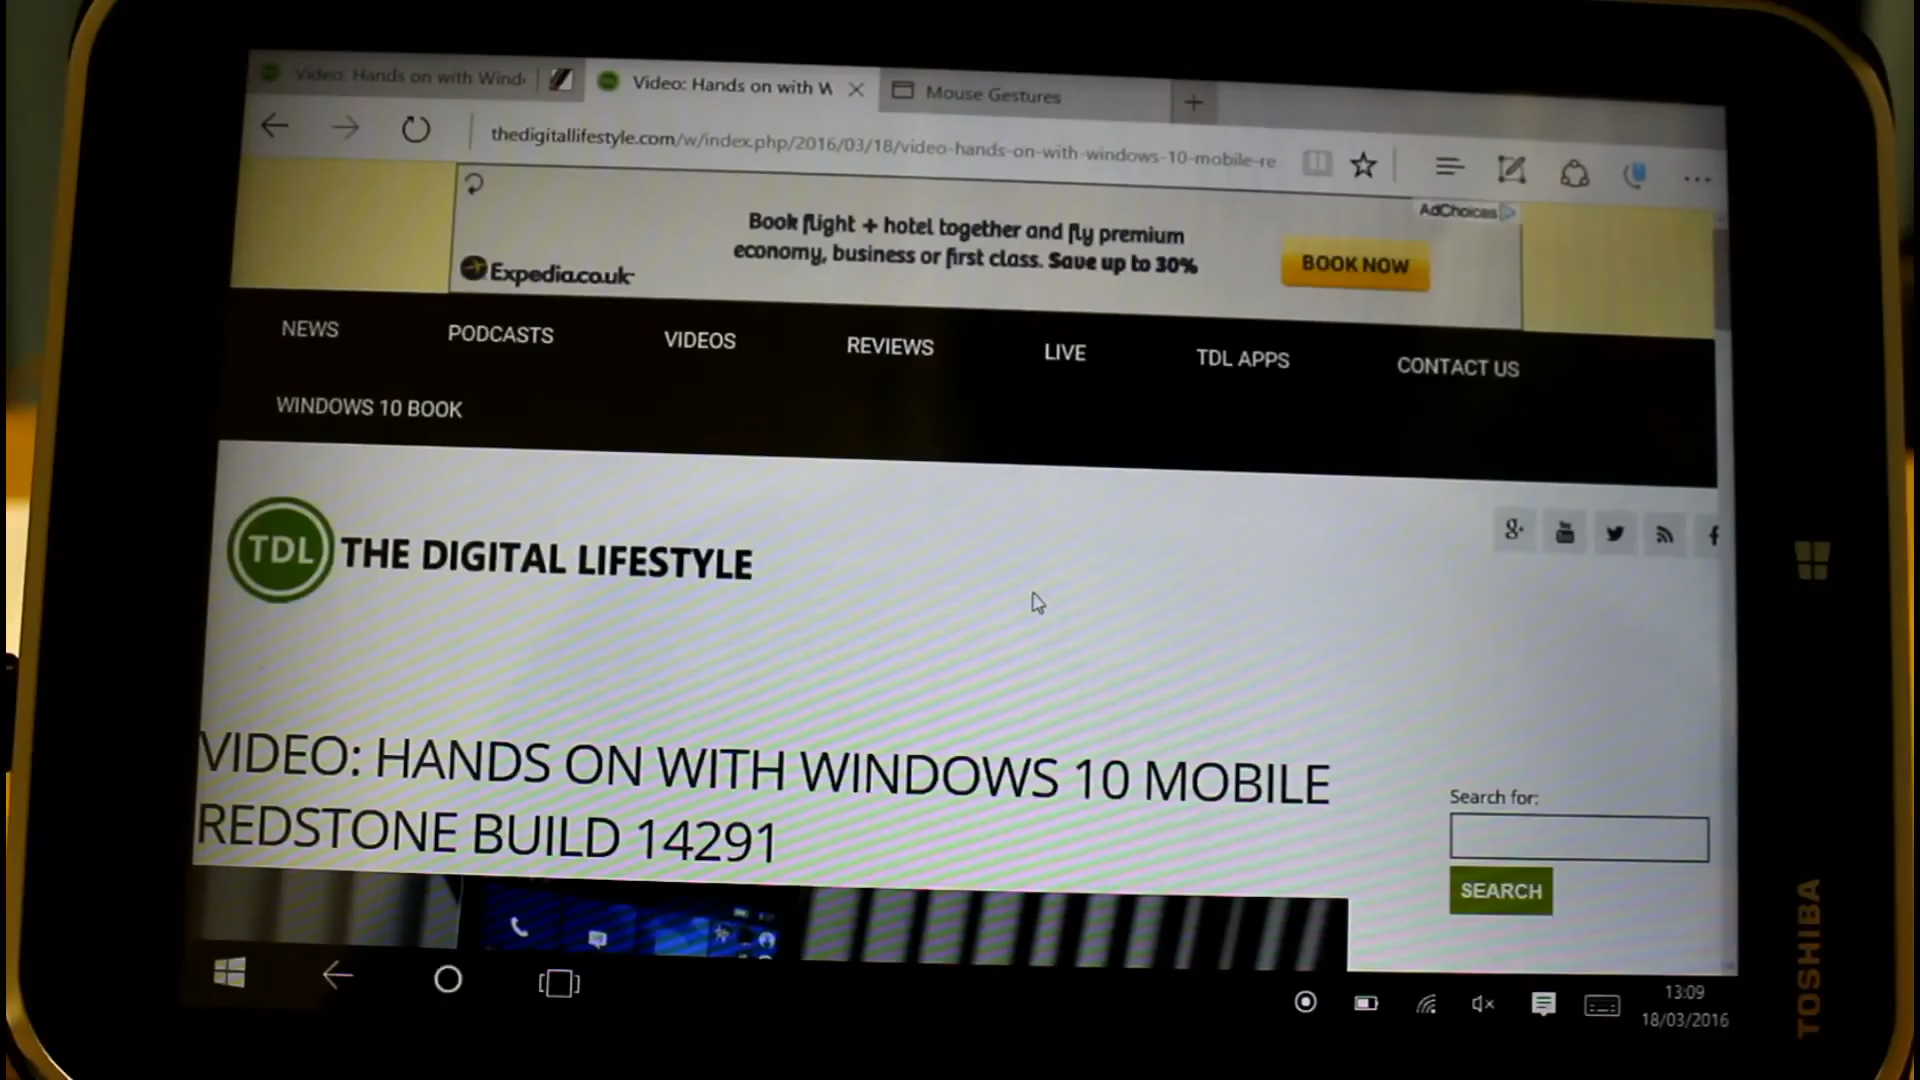 Video: Hands on with Wind
Video: Hands on with W
Mouse Gestures
thedigitallifestyle.com/w/index.php/2016/03/18/video-hands-on-with-windows-10-mobile-re
AdChoices
Book flight + hotel together and fly premium
economy, business or first class. Save up to 30%
Expedia.co.uk
BOOK NOW
NEWS
PODCASTS
VIDEOS
REVIEWS
LIVE
TDL APPS
CONTACT US
WINDOWS 10 BOOK
TDL THE DIGITAL LIFESTYLE
g+
You Tube
f
VIDEO: HANDS ON WITH WINDOWS 10 MOBILE
REDSTONE BUILD 14291
Search for:
SEARCH
13:09
18/03/2016
TOSHIBA